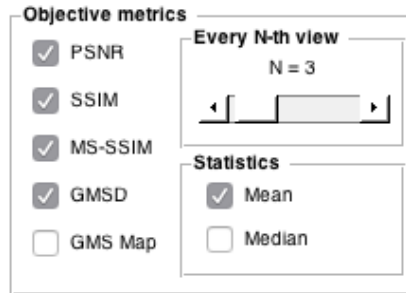 Objective metrics
PSNR
SSIM
MS-SSIM
GMSD
GMS Map
Every N-th view
N = 3
Statistics
Mean
Median